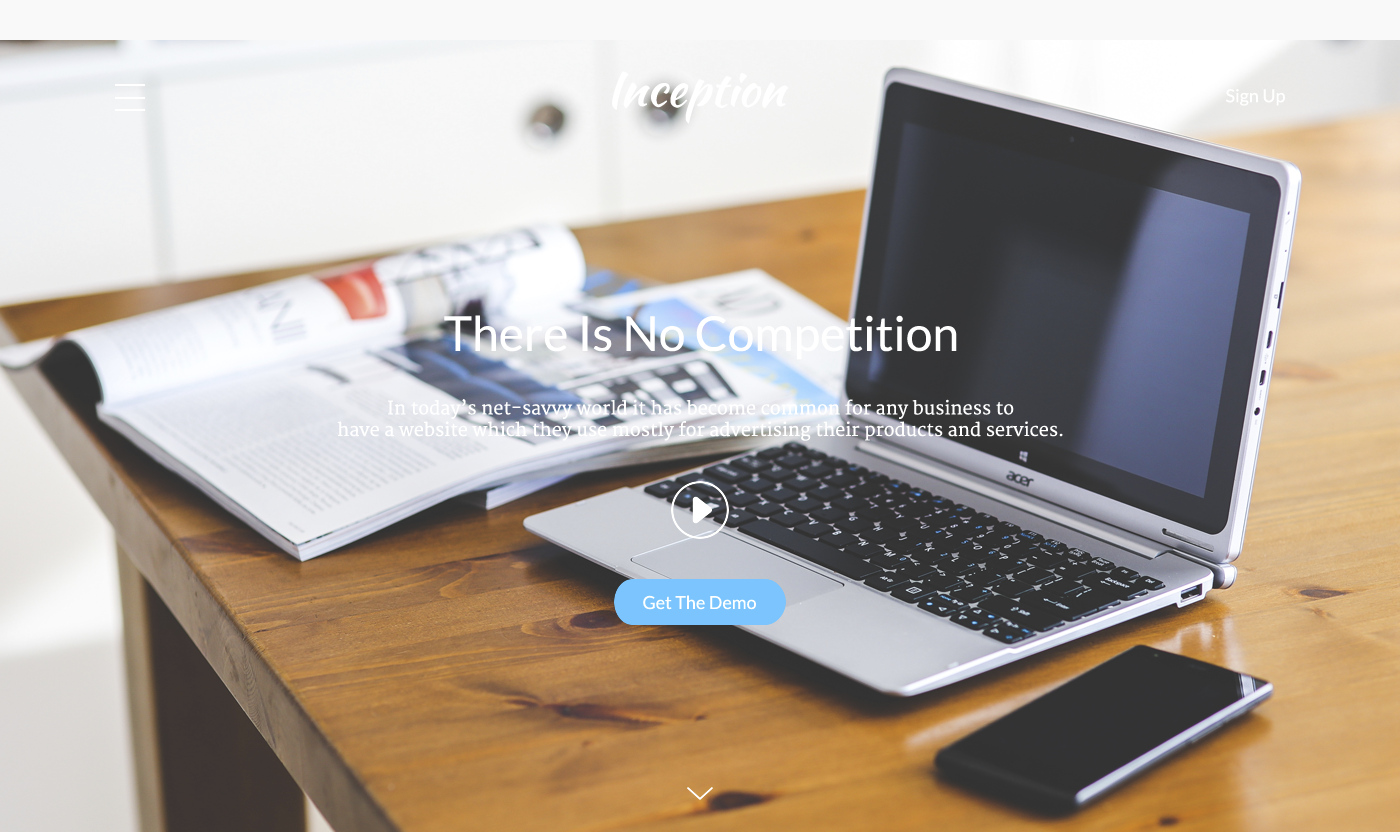 Inception
Sign Up
There Is No Competition
In today's net-savvy world it has become common for any business to
have a website which they use mostly for advertising their products and services.
acer
Get The Demo